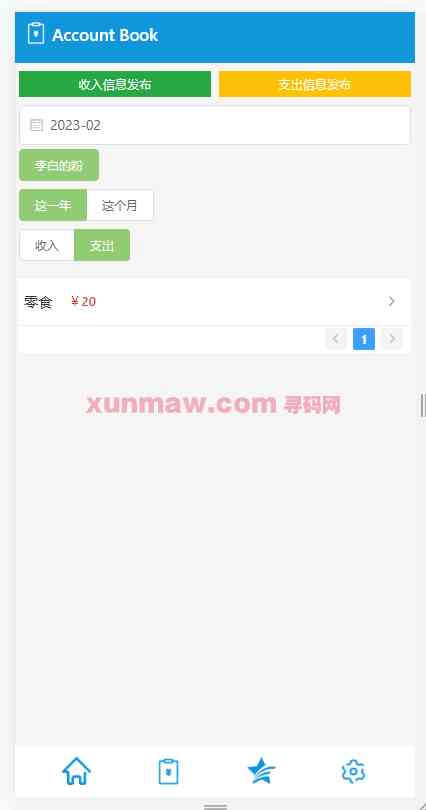 Account Book
收入信息发布 支出信息发布
2023-02
李白的粉
这一年 这个月
收入 支出
零食 ￥20
1
xunmaw.com 寻码网